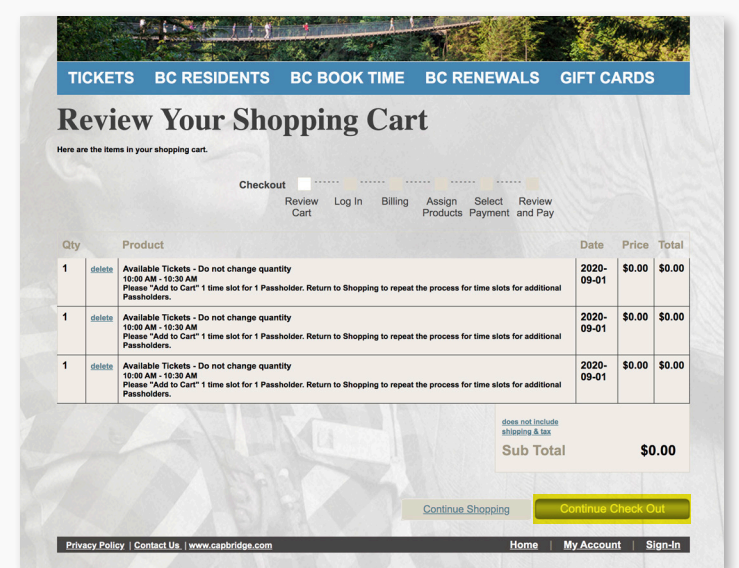 TICKETS BC RESIDENTS BC BOOK TIME BC RENEWALS GIFT CARDS
Review Your Shopping Cart
Here are the items in your shopping cart.
Checkout
Review Cart
Log In
Billing
Assign Products
Select Payment
Review and Pay
Qty Product Date Price Total
1 delete Available Tickets - Do not change quantity 2020-09-01 $0.00 $0.00
10:00 AM - 10:30 AM
Please "Add to Cart" 1 time slot for 1 Passholder. Return to Shopping to repeat the process for time slots for additional
Passholders.
1 delete Available Tickets - Do not change quantity 2020-09-01 $0.00 $0.00
10:00 AM - 10:30 AM
Please "Add to Cart" 1 time slot for 1 Passholder. Return to Shopping to repeat the process for time slots for additional
Passholders.
1 delete Available Tickets - Do not change quantity 2020-09-01 $0.00 $0.00
10:00 AM - 10:30 AM
Please "Add to Cart" 1 time slot for 1 Passholder. Return to Shopping to repeat the process for time slots for additional
Passholders.
does not include
shipping & tax
Sub Total $0.00
Continue Shopping Continue Check Out
Privacy Policy | Contact Us | www.capbridge.com Home | My Account | Sign-In